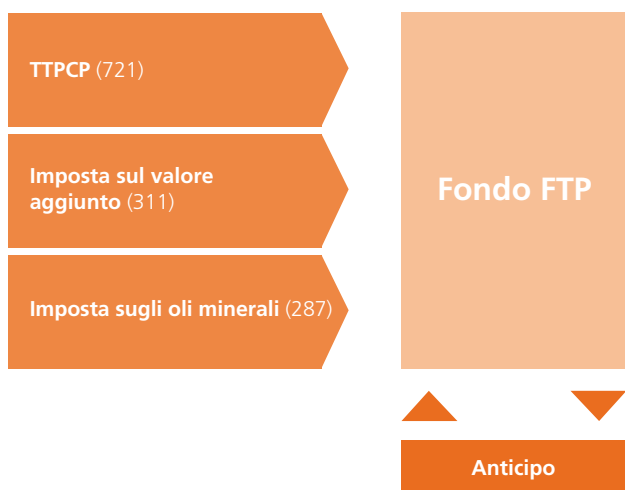 TTPCP (721)
Imposta sul valore
aggiunto (311)
Imposta sugli oli minerali (287)
Fondo FTP
Anticipo